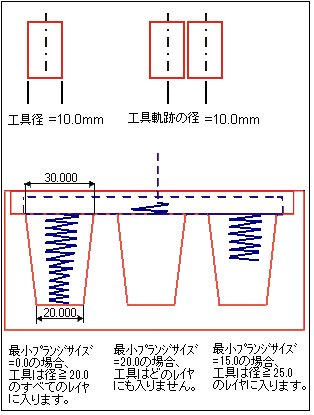 工具径 =10.0mm
工具軌跡の径 =10.0mm
30.000
20.000
最小ﾌﾟﾗﾝｼﾞｻｲｽﾞ
=0.0の場合、
工具は径≧20.0
のすべてのﾚｲﾔ
に入ります。
最小ﾌﾟﾗﾝｼﾞｻｲｽﾞ
=20.0の場合、
工具はどのﾚｲﾔ
にも入りません。
最小ﾌﾟﾗﾝｼﾞｻｲｽﾞ
=15.0の場合、
工具は径≧25.0
のﾚｲﾔに入ります。